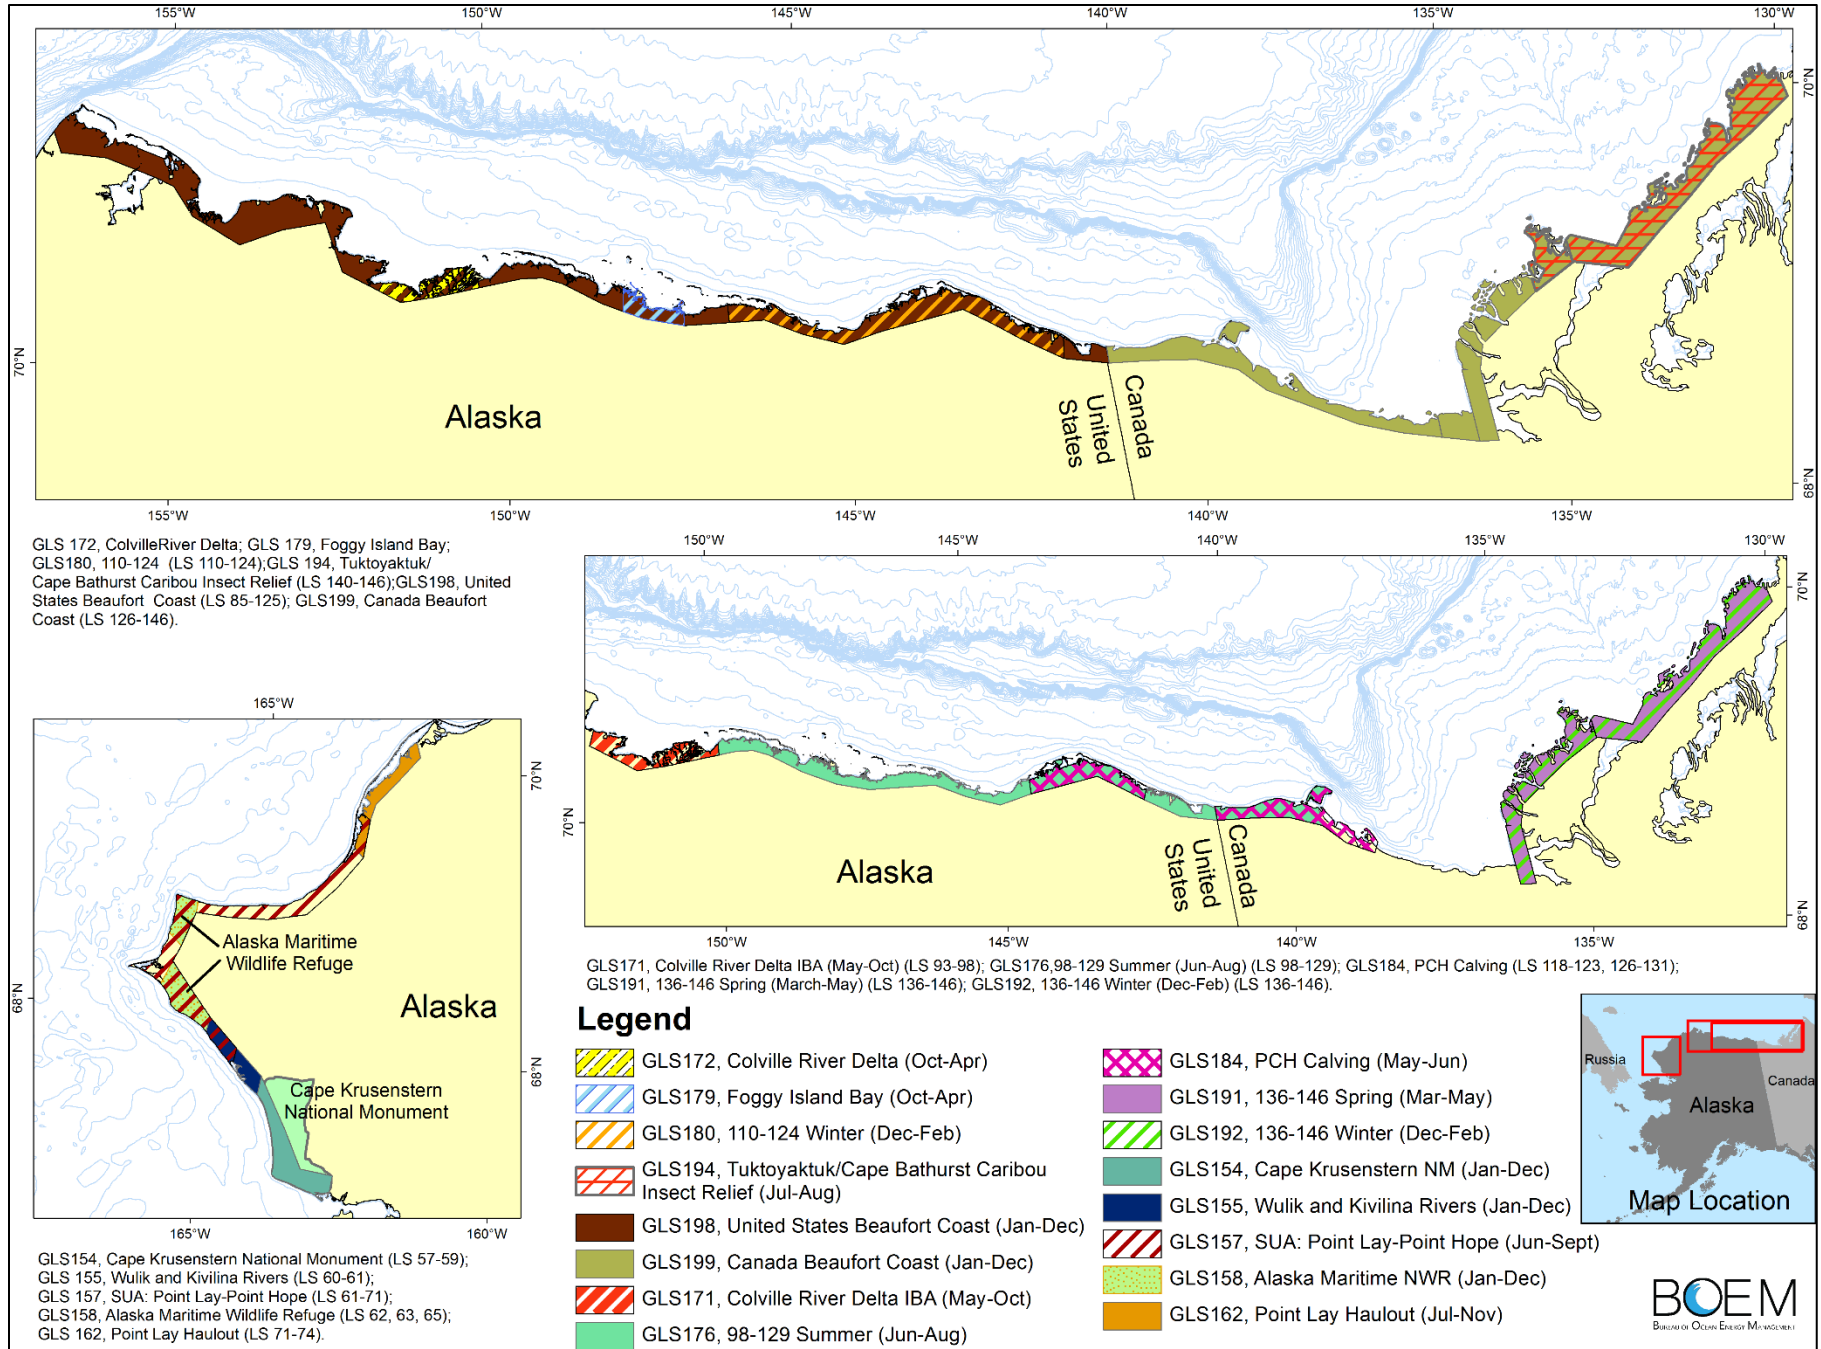 155°W 150°W 145°W 140°W 135°W 130°W
70°N
70°N
Alaska
United States
Canada
68°N
155°W 150°W 145°W 140°W 135°W
GLS 172, ColvilleRiver Delta; GLS 179, Foggy Island Bay;
GLS180, 110-124 (LS 110-124);GLS 194, Tuktoyaktuk/
Cape Bathurst Caribou Insect Relief (LS 140-146);GLS198, United
States Beaufort Coast (LS 85-125); GLS199, Canada Beaufort
Coast (LS 126-146).
150°W 145°W 140°W 135°W 130°W
70°N
70°N
Alaska
United States
Canada
68°N
150°W 145°W 140°W 135°W
GLS171, Colville River Delta IBA (May-Oct) (LS 93-98); GLS176,98-129 Summer (Jun-Aug) (LS 98-129); GLS184, PCH Calving (LS 118-123, 126-131);
GLS191, 136-146 Spring (March-May) (LS 136-146); GLS192, 136-146 Winter (Dec-Feb) (LS 136-146).
165°W
70°N
Alaska Maritime
Wildlife Refuge
68°N
Alaska
68°N
Cape Krusenstern
National Monument
165°W 160°W
GLS154, Cape Krusenstern National Monument (LS 57-59);
GLS 155, Wulik and Kivilina Rivers (LS 60-61);
GLS 157, SUA: Point Lay-Point Hope (LS 61-71);
GLS158, Alaska Maritime Wildlife Refuge (LS 62, 63, 65);
GLS 162, Point Lay Haulout (LS 71-74).
Legend
GLS172, Colville River Delta (Oct-Apr)
GLS179, Foggy Island Bay (Oct-Apr)
GLS180, 110-124 Winter (Dec-Feb)
GLS194, Tuktoyaktuk/Cape Bathurst Caribou
Insect Relief (Jul-Aug)
GLS198, United States Beaufort Coast (Jan-Dec)
GLS199, Canada Beaufort Coast (Jan-Dec)
GLS171, Colville River Delta IBA (May-Oct)
GLS176, 98-129 Summer (Jun-Aug)
GLS184, PCH Calving (May-Jun)
GLS191, 136-146 Spring (Mar-May)
GLS192, 136-146 Winter (Dec-Feb)
GLS154, Cape Krusenstern NM (Jan-Dec)
GLS155, Wulik and Kivilina Rivers (Jan-Dec)
GLS157, SUA: Point Lay-Point Hope (Jun-Sept)
GLS158, Alaska Maritime NWR (Jan-Dec)
GLS162, Point Lay Haulout (Jul-Nov)
Russia
Canada
Alaska
Map Location
BOEM
BUREAU OF OCEAN ENERGY MANAGEMENT